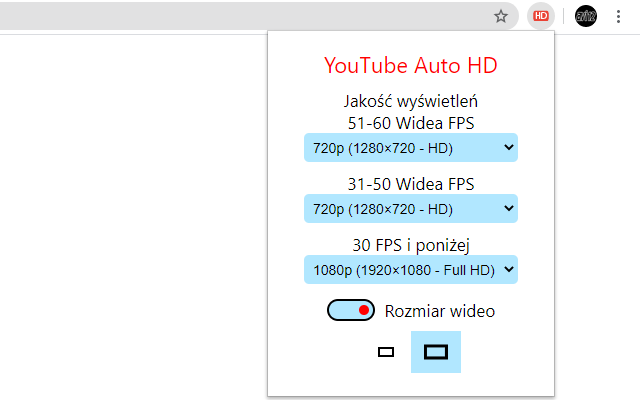 HD
YouTube Auto HD
Jakość wyświetleń
51-60 Widea FPS
720p (1280×720 - HD)
31-50 Widea FPS
720p (1280×720 - HD)
30 FPS i poniżej
1080p (1920×1080 - Full HD)
Rozmiar wideo